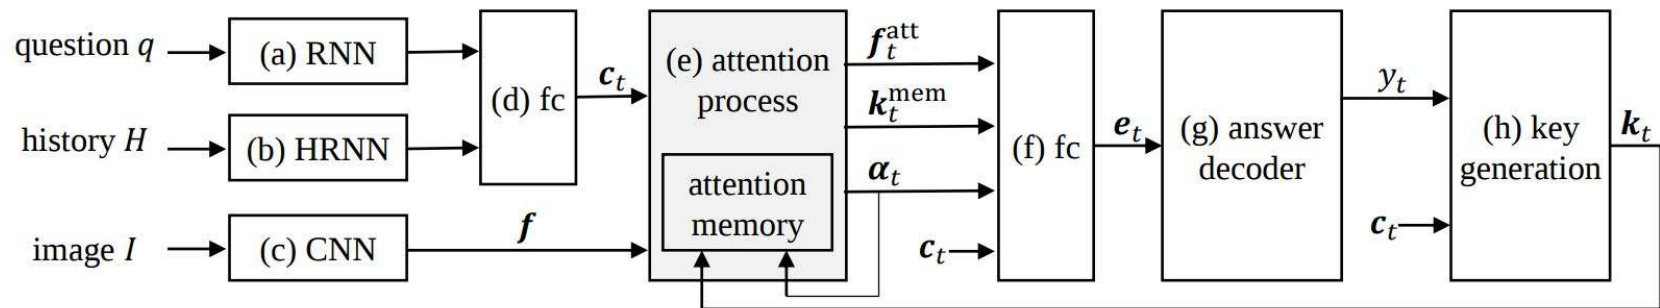 question q
(a) RNN
history H
(b) HRNN
image I
(c) CNN
(d) fc
c_t
f
(e) attention
process
attention
memory
f_t^att
k_t^mem
α_t
c_t
(f) fc
e_t
(g) answer
decoder
y_t
c_t
(h) key
generation
k_t